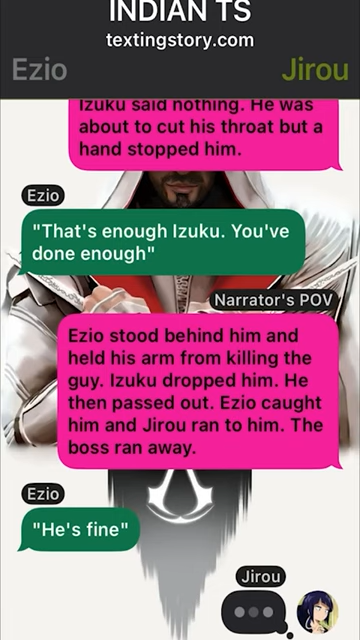 INDIAN TS
textingstory.com
Ezio
Jirou
Izuku said nothing. He was
about to cut his throat but a
hand stopped him.
Ezio
"That's enough Izuku. You've
done enough"
Narrator's POV
Ezio stood behind him and
held his arm from killing the
guy. Izuku dropped him. He
then passed out. Ezio caught
him and Jirou ran to him. The
boss ran away.
Ezio
"He's fine"
Jirou